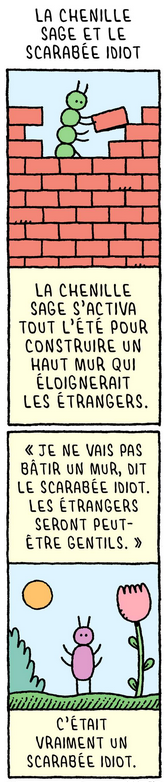 LA CHENILLE
SAGE ET LE
SCARABÉE IDIOT
LA CHENILLE
SAGE S'ACTIVA
TOUT L'ÉTÉ POUR
CONSTRUIRE UN
HAUT MUR QUI
ÉLOIGNERAIT
LES ÉTRANGERS.
« JE NE VAIS PAS
BÂTIR UN MUR, DIT
LE SCARABÉE IDIOT.
LES ÉTRANGERS
SERONT PEUT-
ÊTRE GENTILS. »
C'ÉTAIT
VRAIMENT UN
SCARABÉE IDIOT.